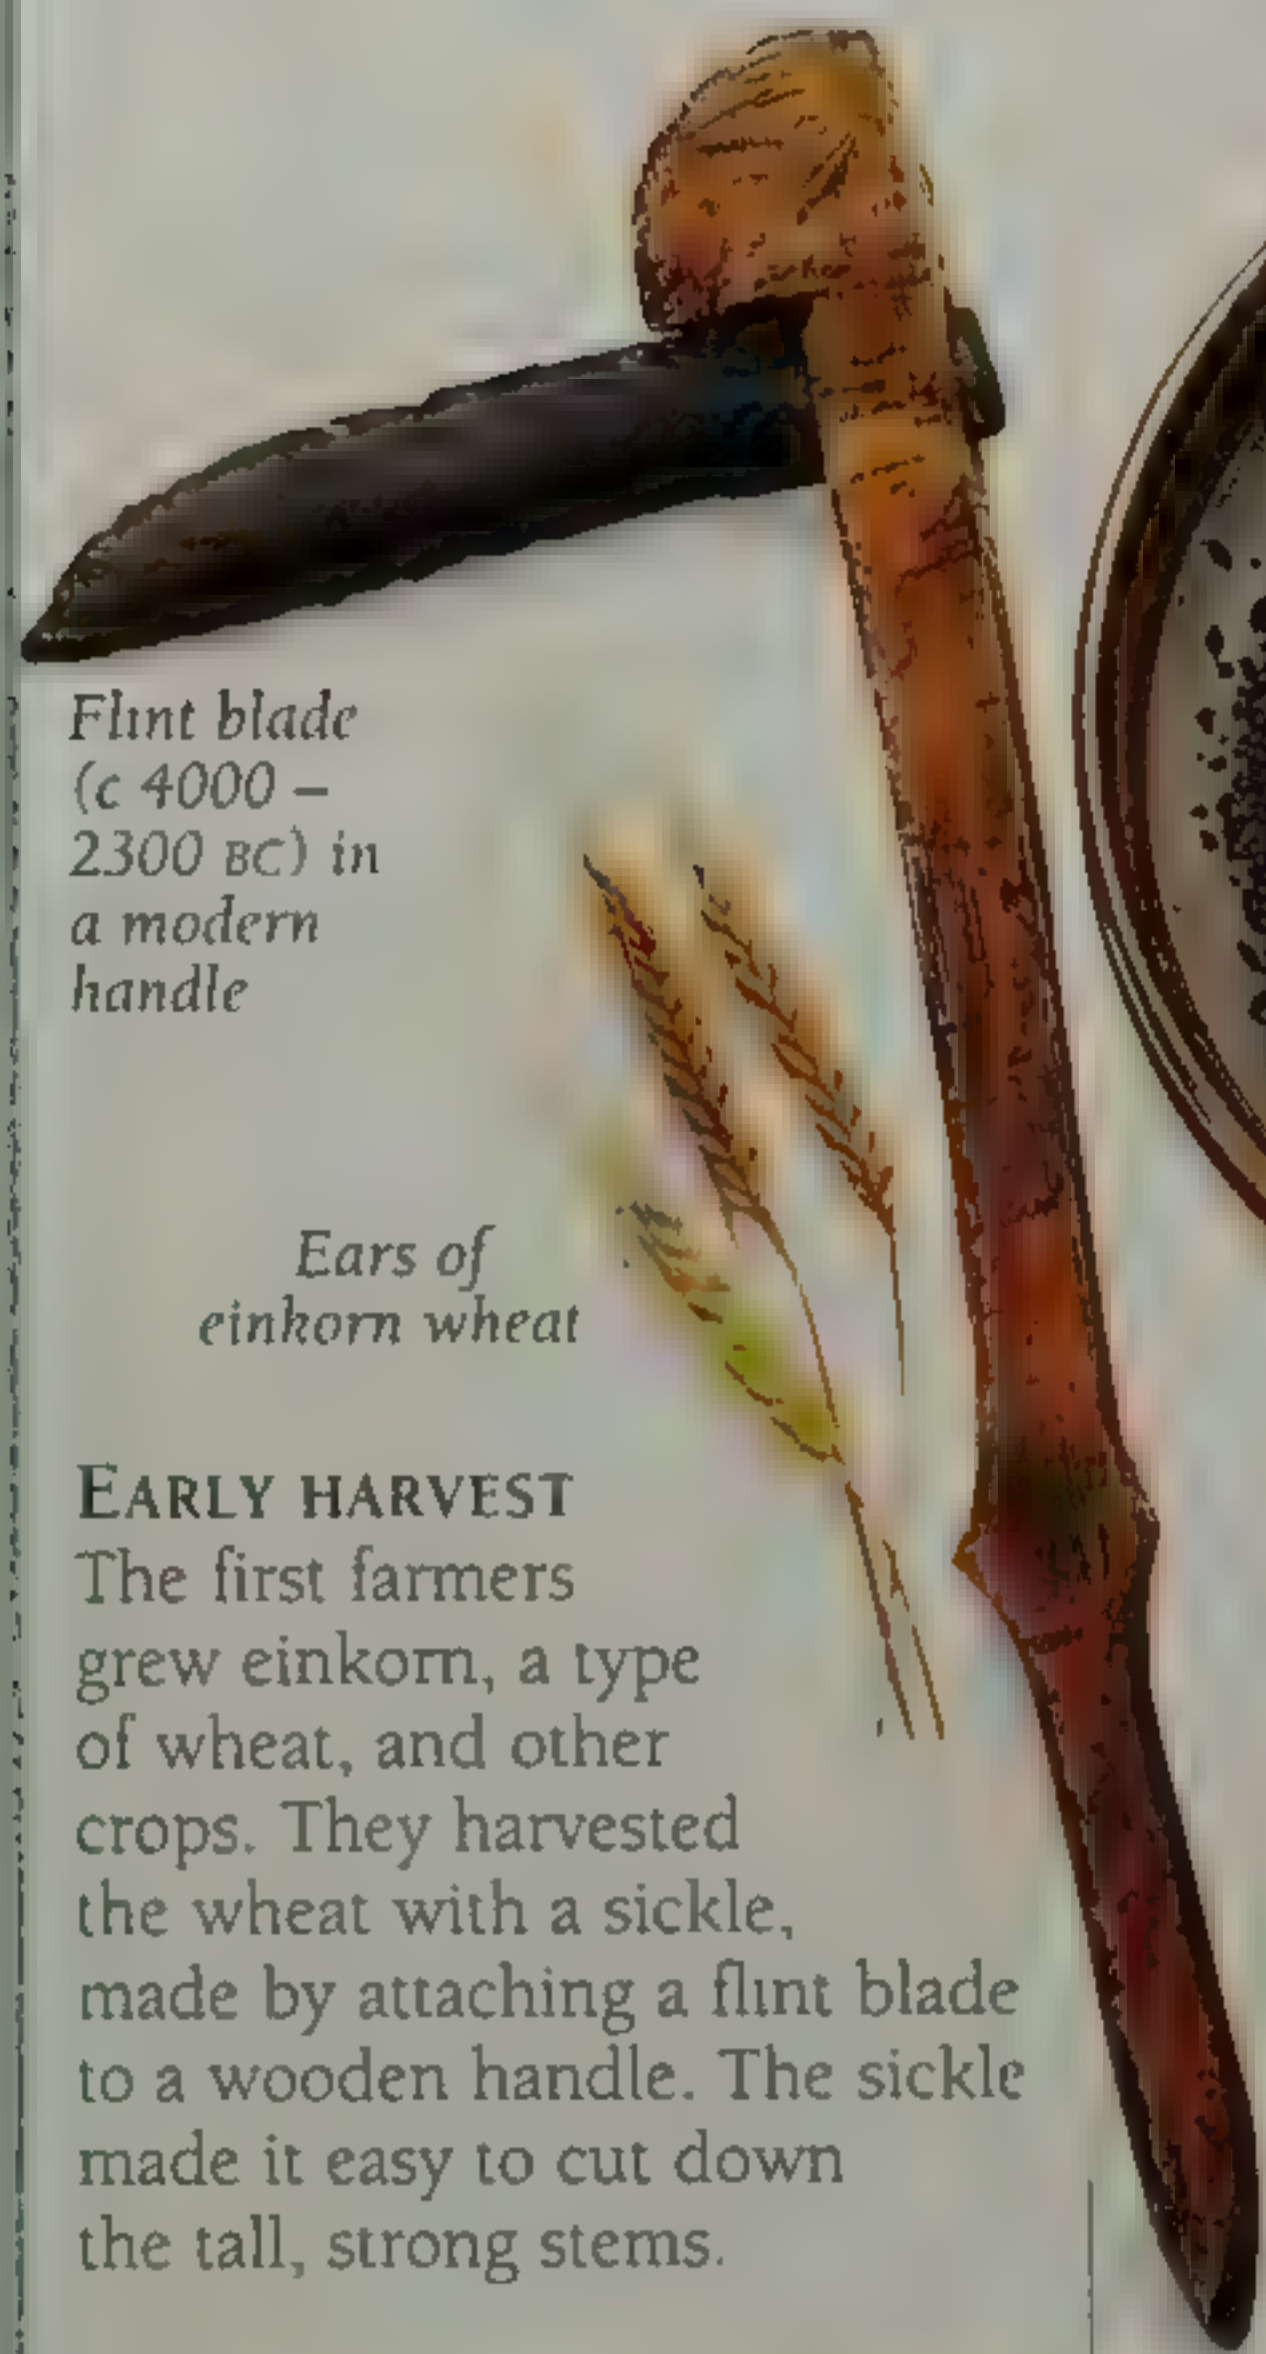 Flint blade
(c 4000 –
2300 BC) in
a modern
handle
Ears of
einkorn wheat
EARLY HARVEST
The first farmers
grew einkorn, a type
of wheat, and other
crops. They harvested
the wheat with a sickle,
made by attaching a flint blade
to a wooden handle. The sickle
made it easy to cut down
the tall, strong stems.